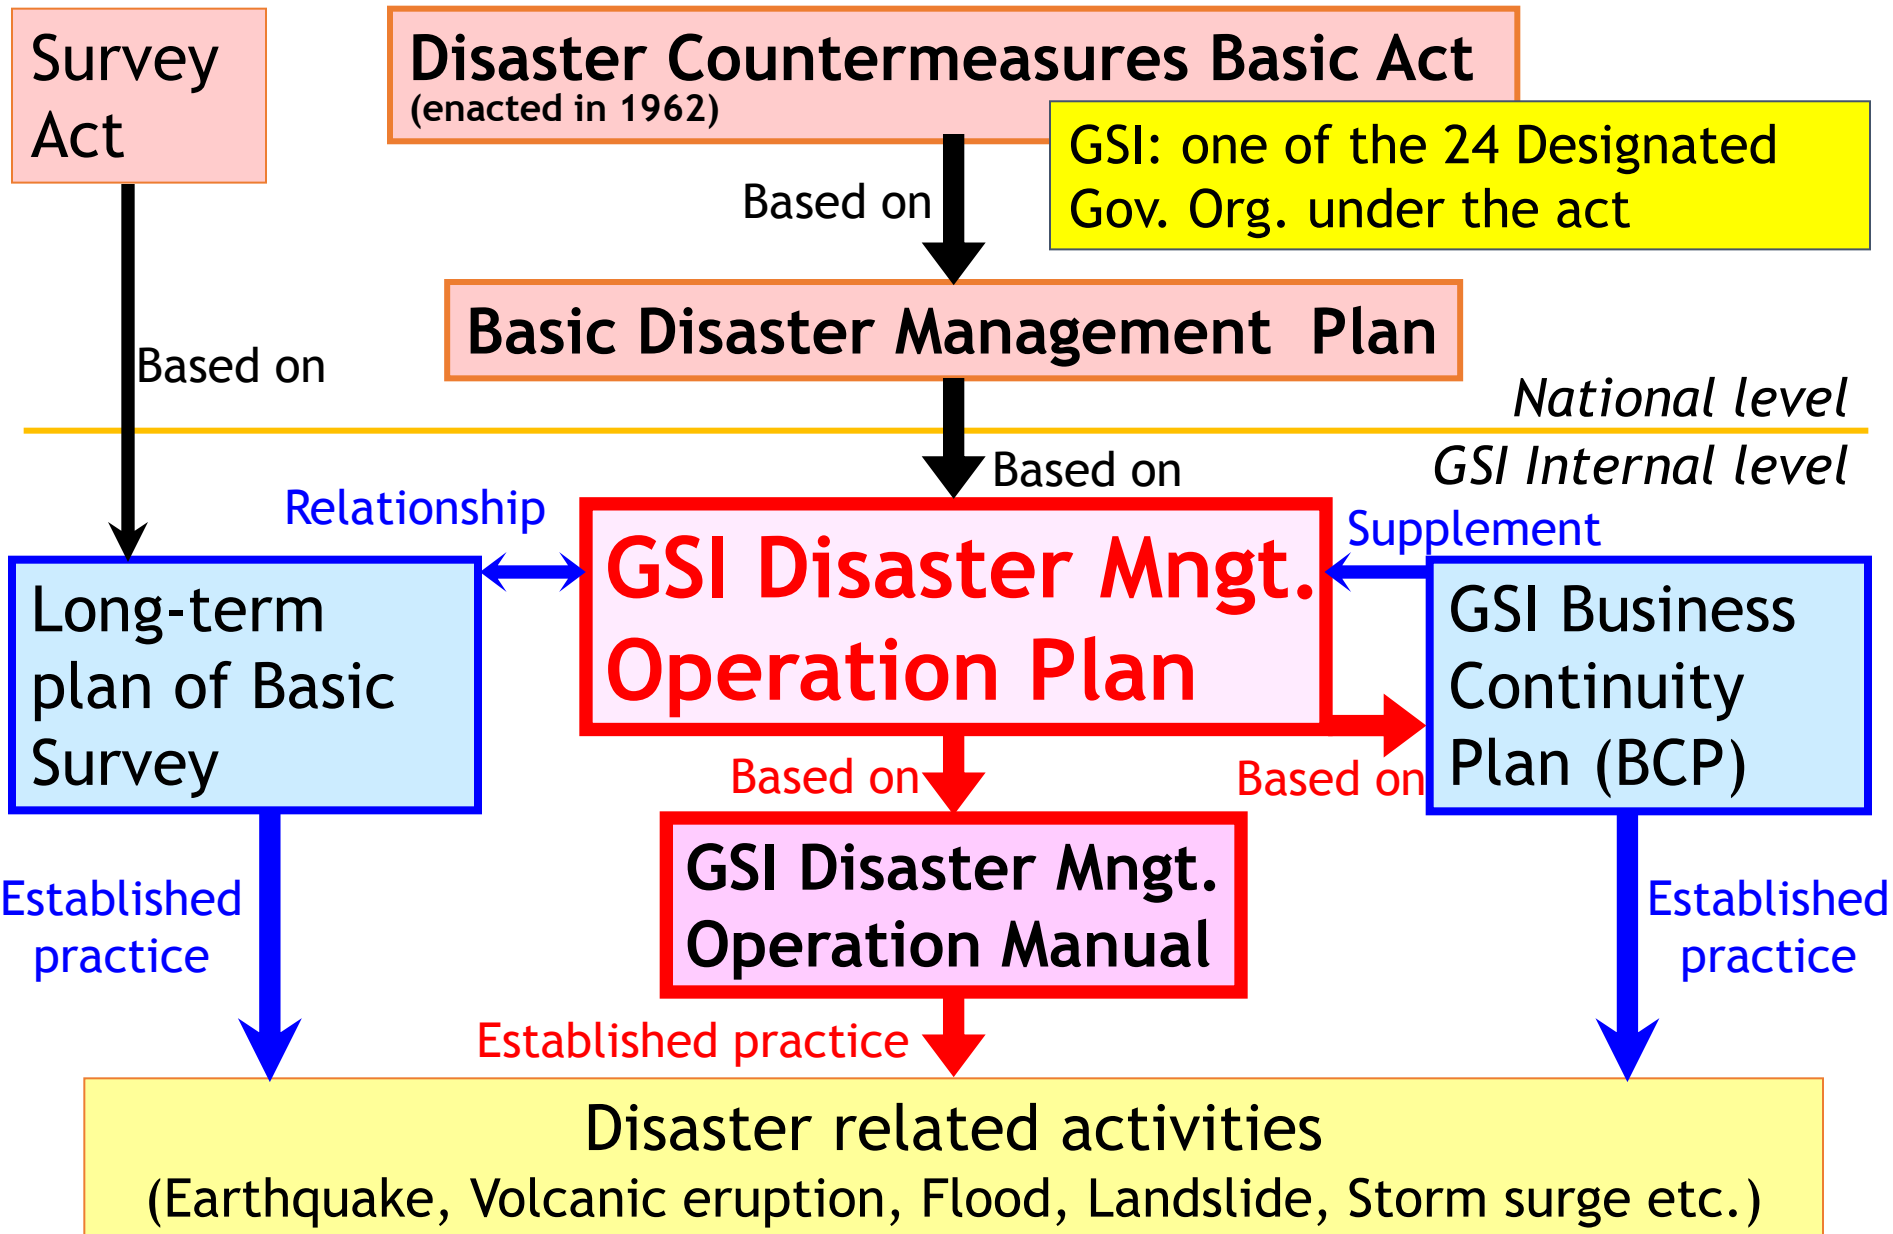 Survey
Act
Disaster Countermeasures Basic Act
(enacted in 1962)
GSI: one of the 24 Designated
Gov. Org. under the act
Based on
Basic Disaster Management Plan
Based on
National level
GSI Internal level
Based on
Relationship
Supplement
GSI Disaster Mngt.
Operation Plan
Long-term
plan of Basic
Survey
GSI Business
Continuity
Plan (BCP)
Based on
Based on
GSI Disaster Mngt.
Operation Manual
Established
practice
Established
practice
Established practice
Disaster related activities
(Earthquake, Volcanic eruption, Flood, Landslide, Storm surge etc.)